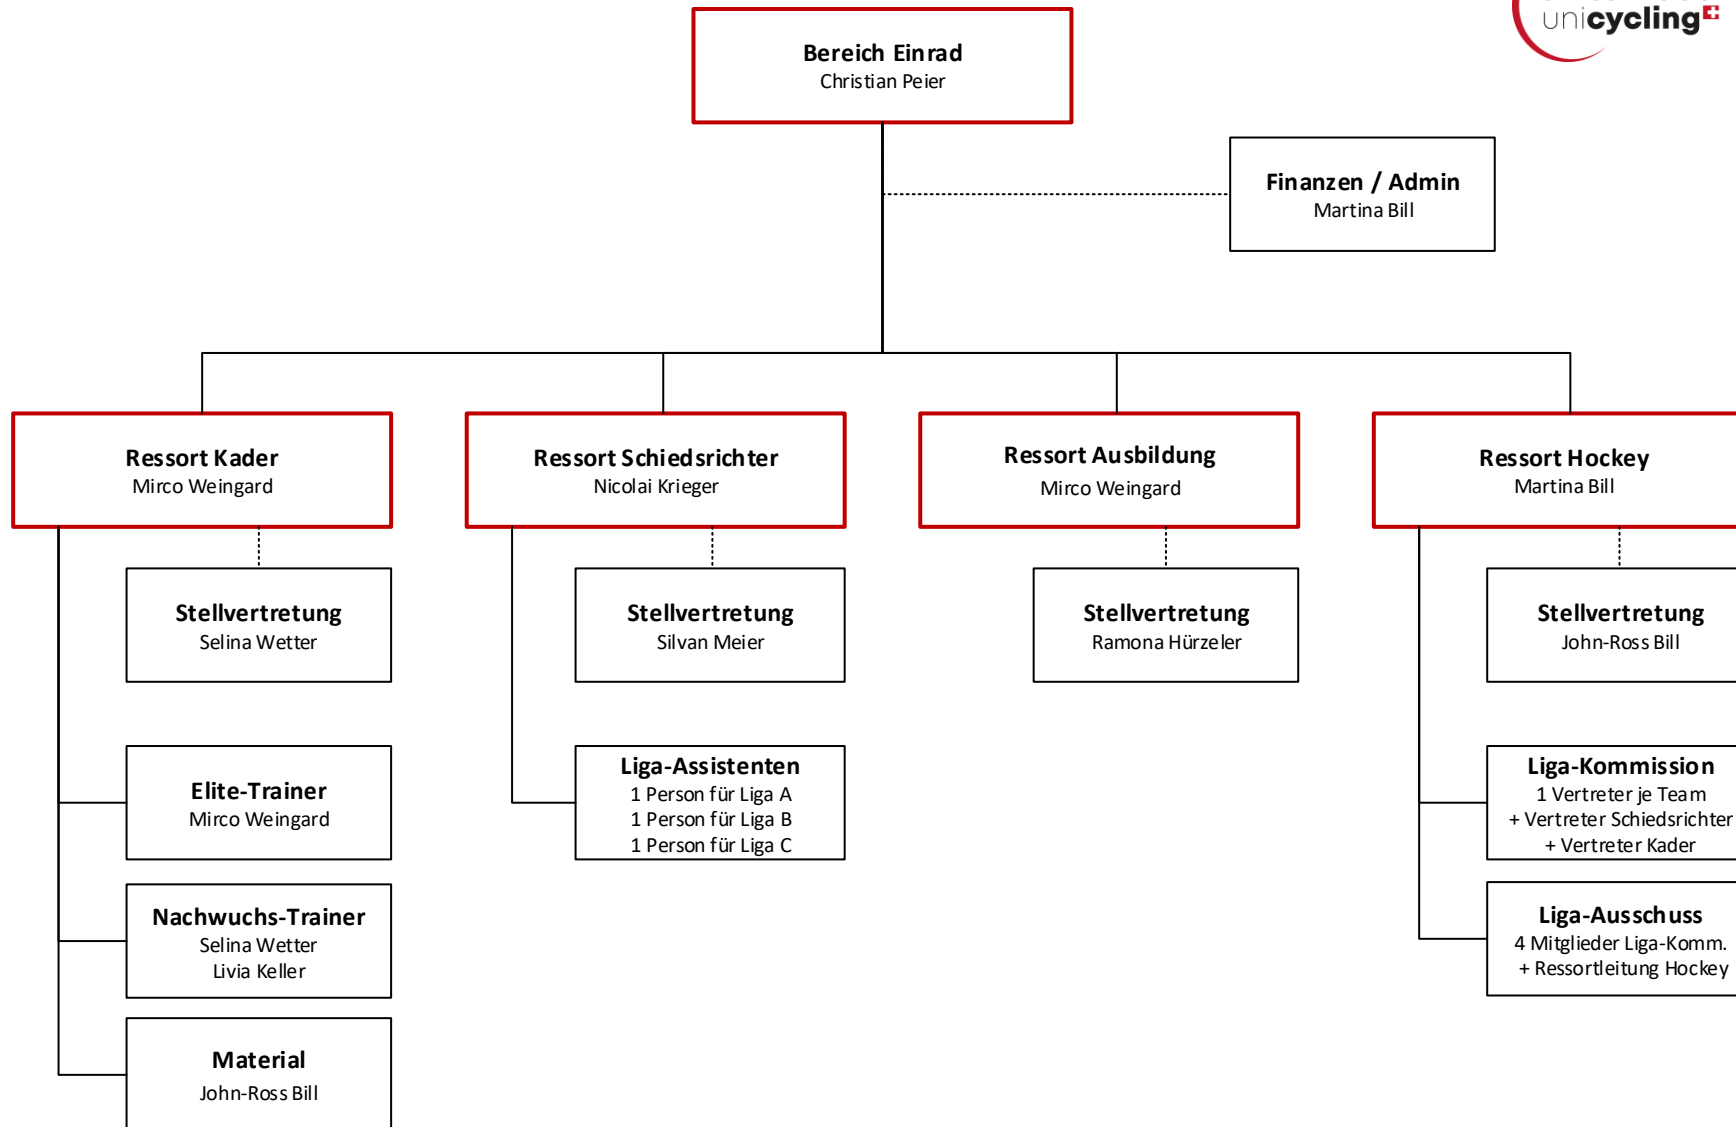 unicycling
Bereich Einrad
Christian Peier
Finanzen / Admin
Martina Bill
Ressort Kader
Mirco Weingard
Ressort Schiedsrichter
Nicolai Krieger
Ressort Ausbildung
Mirco Weingard
Ressort Hockey
Martina Bill
Stellvertretung
Selina Wetter
Stellvertretung
Silvan Meier
Stellvertretung
Ramona Hürzeler
Stellvertretung
John-Ross Bill
Elite-Trainer
Mirco Weingard
Liga-Assistenten
1 Person für Liga A
1 Person für Liga B
1 Person für Liga C
Liga-Kommission
1 Vertreter je Team
+ Vertreter Schiedsrichter
+ Vertreter Kader
Nachwuchs-Trainer
Selina Wetter
Livia Keller
Liga-Ausschuss
4 Mitglieder Liga-Komm.
+ Ressortleitung Hockey
Material
John-Ross Bill